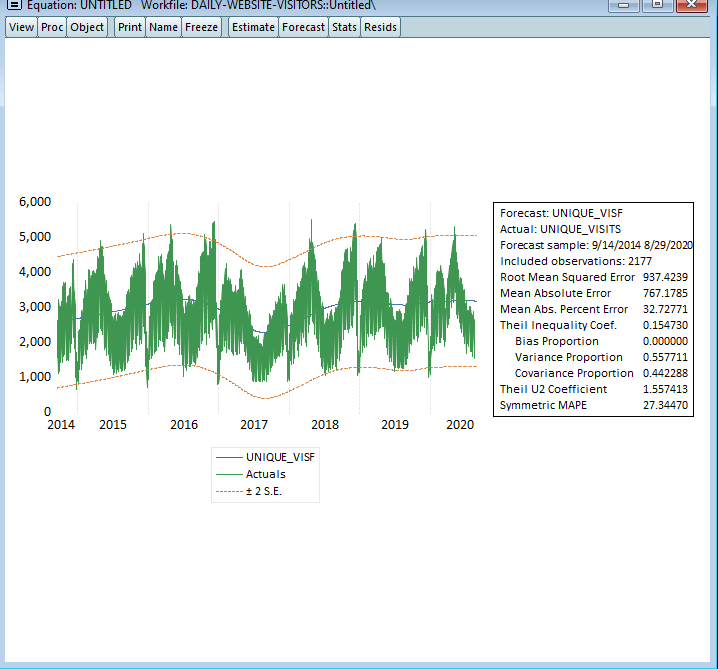 Equation: UNTITLED Workfile: DAILY-WEBSITE-VISITORS::Untitled\
View Proc Object Print Name Freeze Estimate Forecast Stats Resids
6,000
5,000
4,000
3,000
2,000
1,000
0
2014 2015 2016 2017 2018 2019 2020
UNIQUE_VISF
Actuals
± 2 S.E.
Forecast: UNIQUE_VISF
Actual: UNIQUE_VISITS
Forecast sample: 9/14/2014 8/29/2020
Included observations: 2177
Root Mean Squared Error 937.4239
Mean Absolute Error 767.1785
Mean Abs. Percent Error 32.72771
Theil Inequality Coef. 0.154730
Bias Proportion 0.000000
Variance Proportion 0.557711
Covariance Proportion 0.442288
Theil U2 Coefficient 1.557413
Symmetric MAPE 27.34470